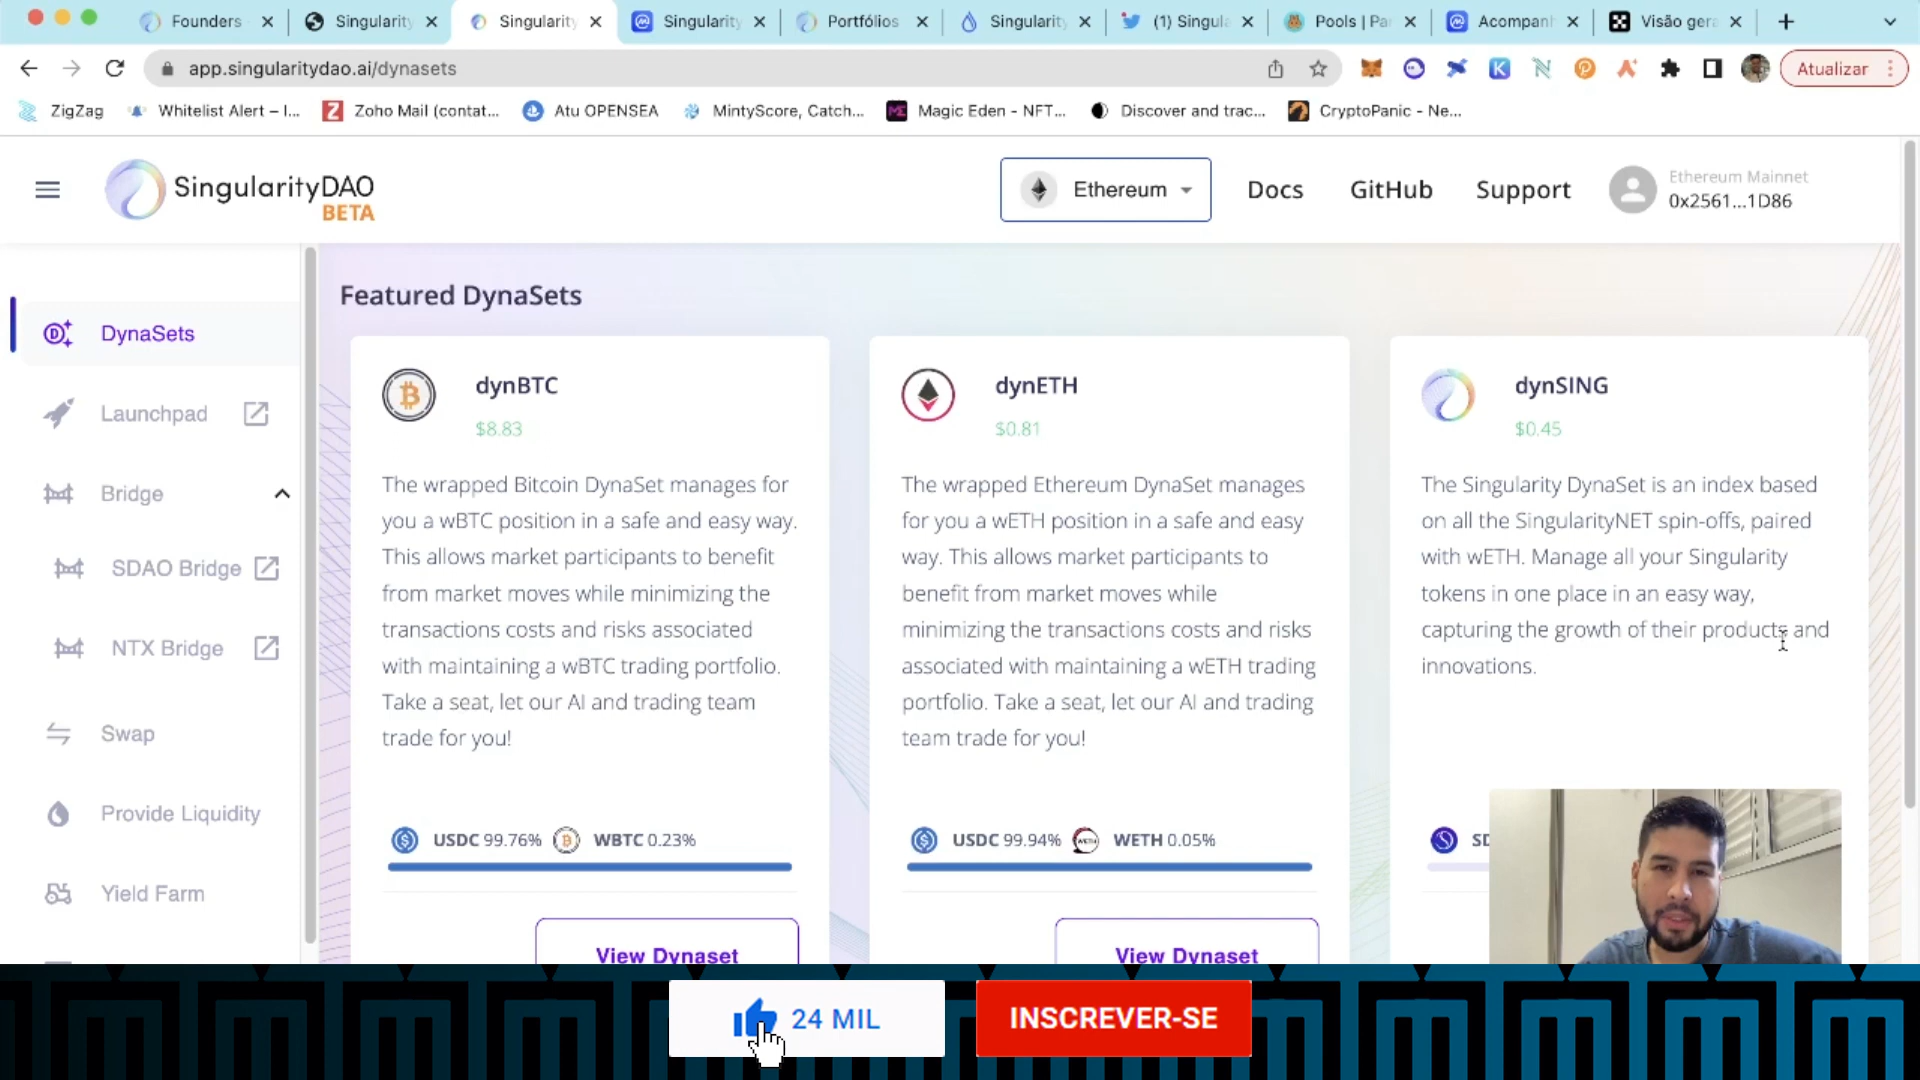 Founders
Singularity
Singularity
Singularity
Portfólios
Singularity
(1) Singula
Pools | Pan
Acompanh
Visão gera
app.singularitydao.ai/dynasets
Atualizar
ZigZag
Whitelist Alert – I...
Zoho Mail (contat...
Atu OPENSEA
MintyScore, Catch...
Magic Eden - NFT...
Discover and trac...
CryptoPanic - Ne...
SingularityDAO
BETA
Ethereum
Docs
GitHub
Support
Ethereum Mainnet
0x2561...1D86
DynaSets
Launchpad
Bridge
SDAO Bridge
NTX Bridge
Swap
Provide Liquidity
Yield Farm
Featured DynaSets
dynBTC
$8.83
The wrapped Bitcoin DynaSet manages for
you a wBTC position in a safe and easy way.
This allows market participants to benefit
from market moves while minimizing the
transactions costs and risks associated
with maintaining a wBTC trading portfolio.
Take a seat, let our AI and trading team
trade for you!
USDC 99.76% WBTC 0.23%
View Dynaset
dynETH
$0.81
The wrapped Ethereum DynaSet manages
for you a wETH position in a safe and easy
way. This allows market participants to
benefit from market moves while
minimizing the transactions costs and risks
associated with maintaining a wETH trading
portfolio. Take a seat, let our AI and trading
team trade for you!
USDC 99.94% WETH 0.05%
View Dynaset
dynSING
$0.45
The Singularity DynaSet is an index based
on all the SingularityNET spin-offs, paired
with wETH. Manage all your Singularity
tokens in one place in an easy way,
capturing the growth of their products and
innovations.
SD
24 MIL
INSCREVER-SE